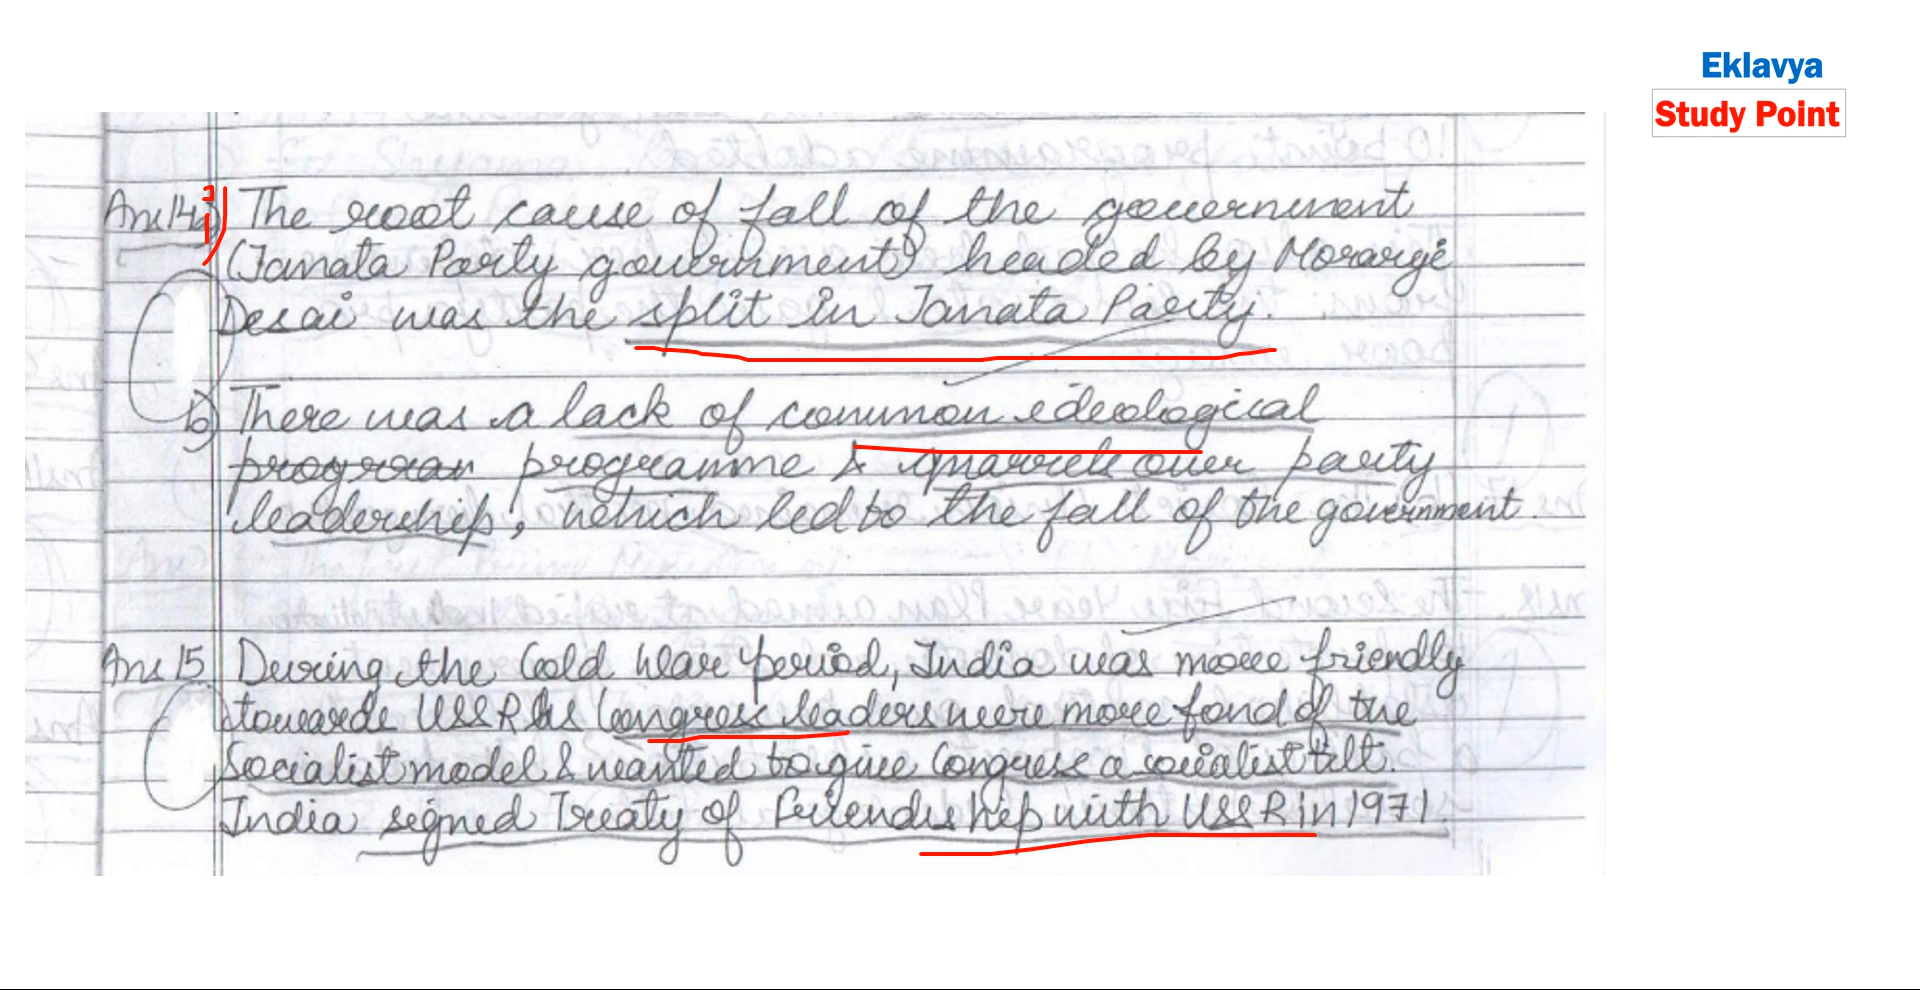 Eklavya
Study Point
Ans 14 a) The root cause of fall of the government
(Janata Party government) headed by Morarge
Desai was the split in Janata Party.
b) There was a lack of common ideological
prograan programme & quarrels over party
leadership, which led to the fall of the government.
Ans 15. During the Cold War period, India was more friendly
towards USSR as Congress leaders were more fond of the
Socialist model & wanted to give Congress a socialist tilt.
India signed Treaty of Friendship with USSR in 1971.